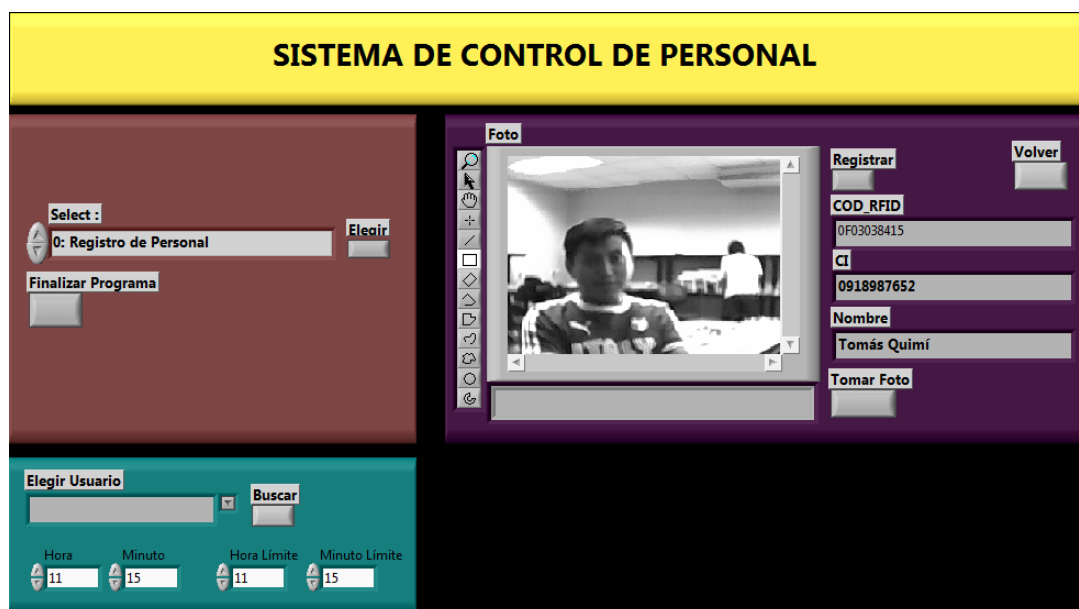 SISTEMA DE CONTROL DE PERSONAL
Select :
0: Registro de Personal
Elegir
Finalizar Programa
Foto
Registrar
Volver
COD_RFID
0F03038415
CI
0918987652
Nombre
Tomás Quimí
Tomar Foto
Elegir Usuario
Buscar
Hora
Minuto
Hora Límite
Minuto Límite
11
15
11
15